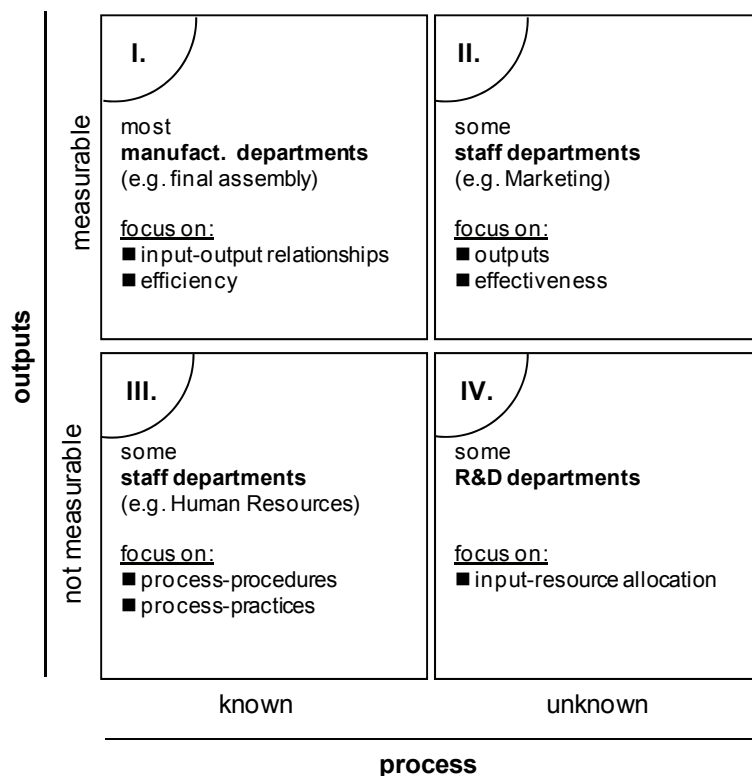 I.
most
manufact. departments
(e.g. final assembly)
focus on:
■ input-output relationships
■ efficiency
II.
some
staff departments
(e.g. Marketing)
focus on:
■ outputs
■ effectiveness
III.
some
staff departments
(e.g. Human Resources)
focus on:
■ process-procedures
■ process-practices
IV.
some
R&D departments
focus on:
■ input-resource allocation
outputs
measurable
not measurable
known
unknown
process